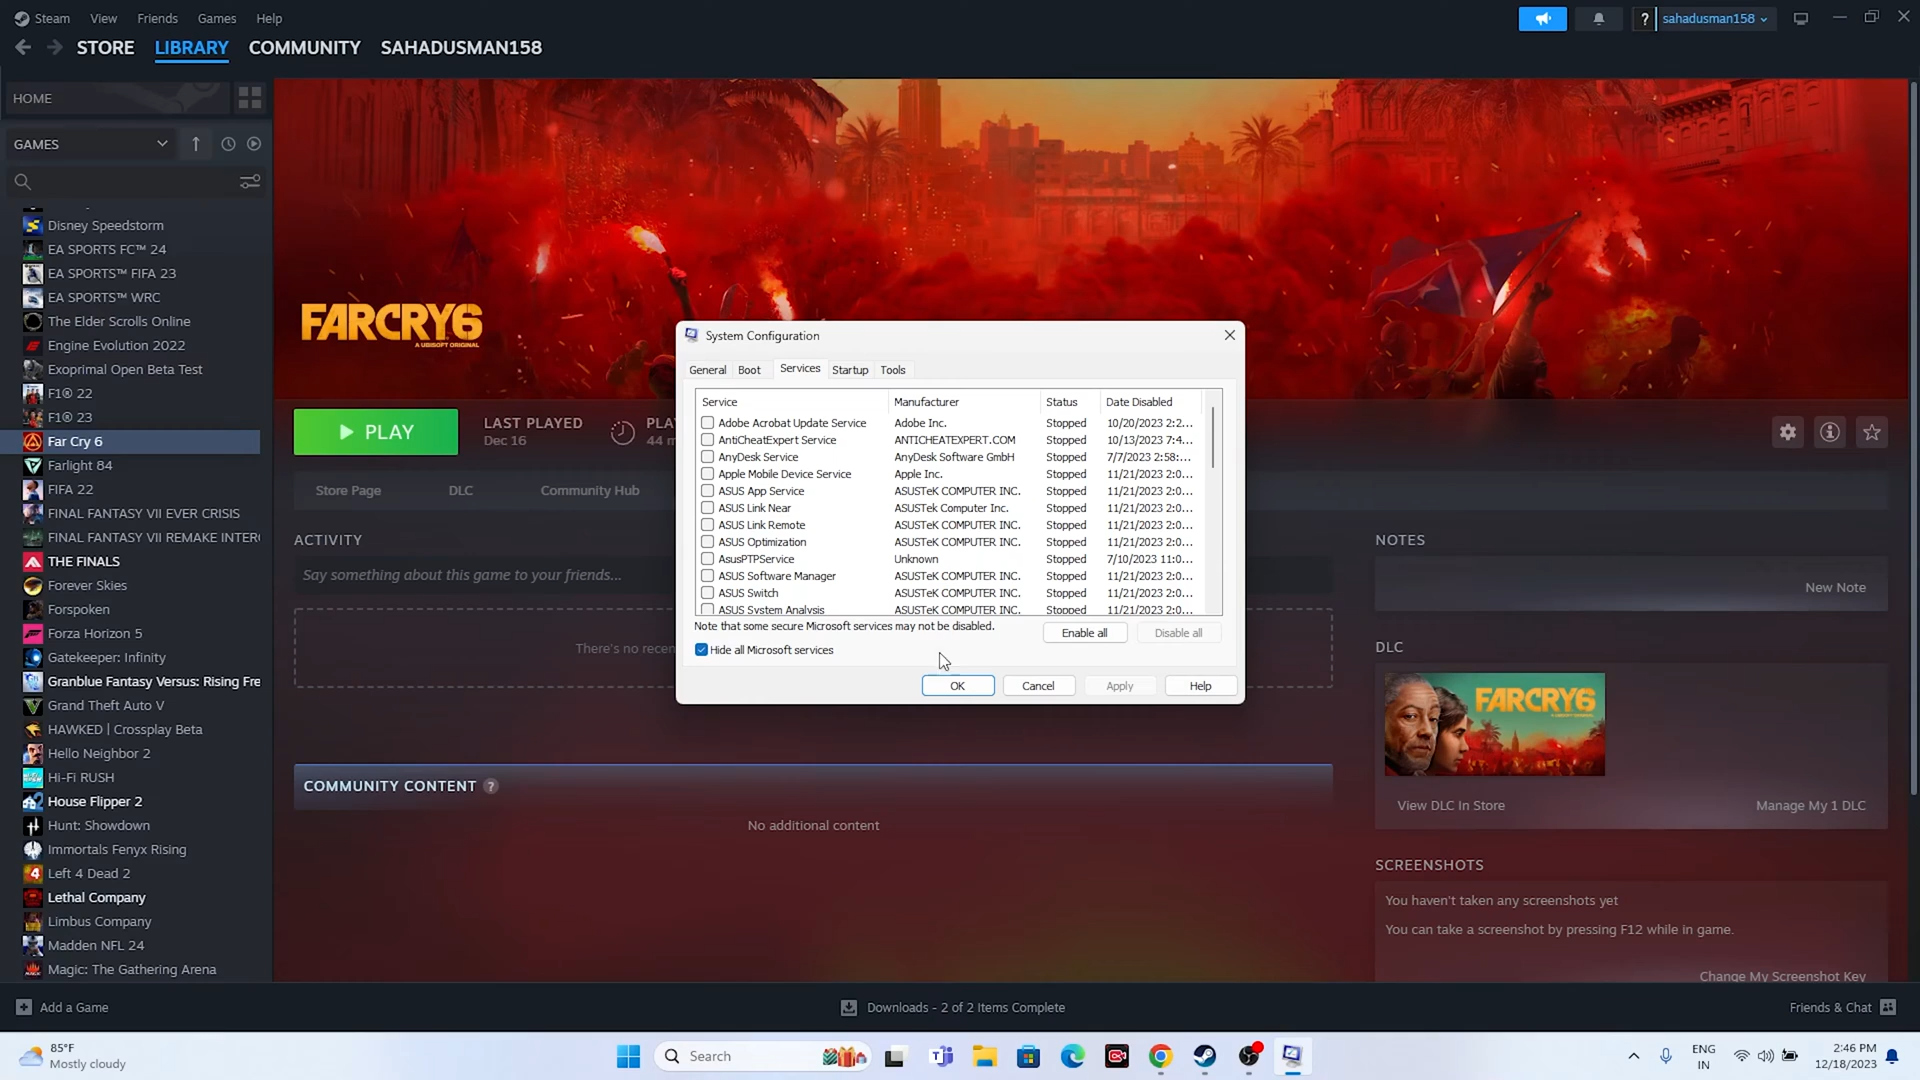 Steam View Friends Games Help
? sahadusman158
STORE LIBRARY COMMUNITY SAHADUSMAN158
HOME
GAMES
Disney Speedstorm
EA SPORTS FC™ 24
EA SPORTS™ FIFA 23
EA SPORTS™ WRC
The Elder Scrolls Online
Engine Evolution 2022
Exoprimal Open Beta Test
F1® 22
F1® 23
Far Cry 6
Farlight 84
FIFA 22
FINAL FANTASY VII EVER CRISIS
FINAL FANTASY VII REMAKE INTER
THE FINALS
Forever Skies
Forspoken
Forza Horizon 5
Gatekeeper: Infinity
Granblue Fantasy Versus: Rising Fre
Grand Theft Auto V
HAWKED | Crossplay Beta
Hello Neighbor 2
Hi-Fi RUSH
House Flipper 2
Hunt: Showdown
Immortals Fenyx Rising
Left 4 Dead 2
Lethal Company
Limbus Company
Madden NFL 24
Magic: The Gathering Arena
FARCRY6
A UBISOFT ORIGINAL
PLAY
LAST PLAYED
Dec 16
PLA
44 m
Store Page DLC Community Hub
ACTIVITY
Say something about this game to your friends...
There's no recen
COMMUNITY CONTENT ?
No additional content
System Configuration
General Boot Services Startup Tools
Service Manufacturer Status Date Disabled
Adobe Acrobat Update Service Adobe Inc. Stopped 10/20/2023 2:2...
AntiCheatExpert Service ANTICHEATEXPERT.COM Stopped 10/13/2023 7:4...
AnyDesk Service AnyDesk Software GmbH Stopped 7/7/2023 2:58:...
Apple Mobile Device Service Apple Inc. Stopped 11/21/2023 2:0...
ASUS App Service ASUSTeK COMPUTER INC. Stopped 11/21/2023 2:0...
ASUS Link Near ASUSTek Computer Inc. Stopped 11/21/2023 2:0...
ASUS Link Remote ASUSTeK COMPUTER INC. Stopped 11/21/2023 2:0...
ASUS Optimization ASUSTeK COMPUTER INC. Stopped 11/21/2023 2:0...
AsusPTPService Unknown Stopped 7/10/2023 11:0...
ASUS Software Manager ASUSTeK COMPUTER INC. Stopped 11/21/2023 2:0...
ASUS Switch ASUSTeK COMPUTER INC. Stopped 11/21/2023 2:0...
ASUS System Analysis ASUSTeK COMPUTER INC. Stopped 11/21/2023 2:0...
Note that some secure Microsoft services may not be disabled.
Enable all Disable all
Hide all Microsoft services
OK Cancel Apply Help
NOTES
New Note
DLC
FARCRY6
A UBISOFT ORIGINAL
View DLC In Store Manage My 1 DLC
SCREENSHOTS
You haven't taken any screenshots yet
You can take a screenshot by pressing F12 while in game.
Change My Screenshot Key
Add a Game
Downloads - 2 of 2 Items Complete
Friends & Chat
85°F
Mostly cloudy
Search
ENG
IN
2:46 PM
12/18/2023